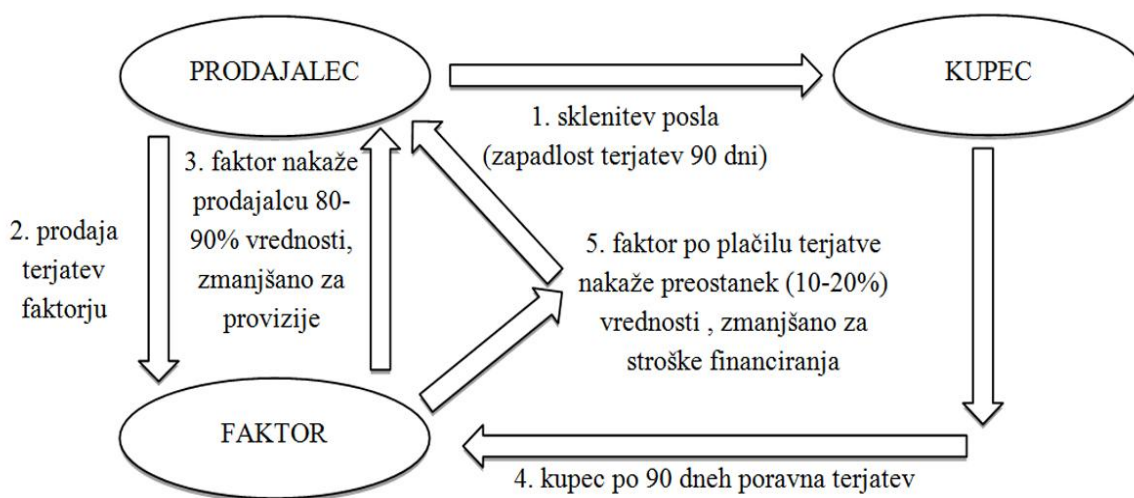 PRODAJALEC
KUPEC
1. sklenitev posla
(zapadlost terjatev 90 dni)
2. prodaja
terjatev
faktorju
3. faktor nakaže
prodajalcu 80-
90% vrednosti,
zmanjšano za
provizije
5. faktor po plačilu terjatve
nakaže preostanek (10-20%)
vrednosti , zmanjšano za
stroške financiranja
FAKTOR
4. kupec po 90 dneh poravna terjatev